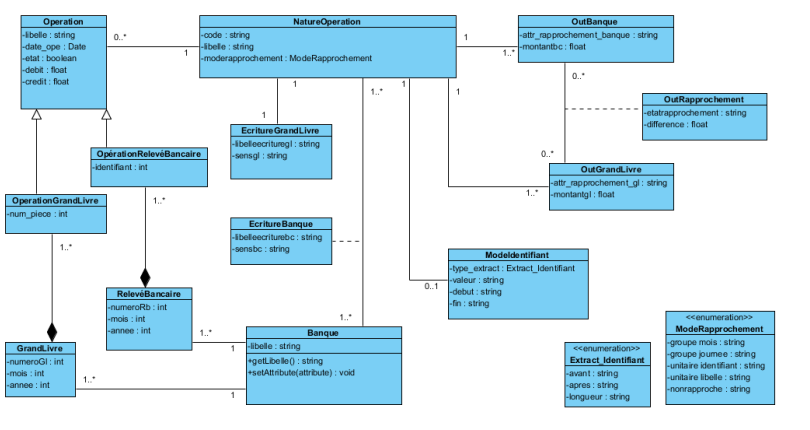 Operation
-libelle : string
-date_ope : Date
-etat : boolean
-debit : float
-credit : float
0..*
1
NatureOperation
-code : string
-libelle : string
-moderapprochement : ModeRapprochement
1
1..*
OutBanque
-attr_rapprochement_banque : string
-montantbc : float
1
1
1..*
1
1
0..*
OutRapprochement
-etatrapprochement : string
-difference : float
EcritureGrandLivre
-libelleecrituregl : string
-sensgl : string
OpérationRelevéBancaire
-identifiant : int
0..*
OutGrandLivre
-attr_rapprochement_gl : string
-montantgl : float
1..*
OperationGrandLivre
-num_piece : int
1..*
1..*
EcritureBanque
-libelleecriturebc : string
-sensbc : string
ModeIdentifiant
-type_extract : Extract_Identifiant
-valeur : string
-debut : string
-fin : string
0..1
RelevéBancaire
-numeroRb : int
-mois : int
-annee : int
1..*
1
1..*
Banque
-libelle : string
+getLibelle() : string
+setAttribute(attribute) : void
GrandLivre
-numeroGl : int
-mois : int
-annee : int
1..*
1
<<enumeration>>
Extract_Identifiant
-avant : string
-apres : string
-longueur : string
<<enumeration>>
ModeRapprochement
-groupe mois : string
-groupe journee : string
-unitaire identifiant : string
-unitaire libelle : string
-nonrapproche : string